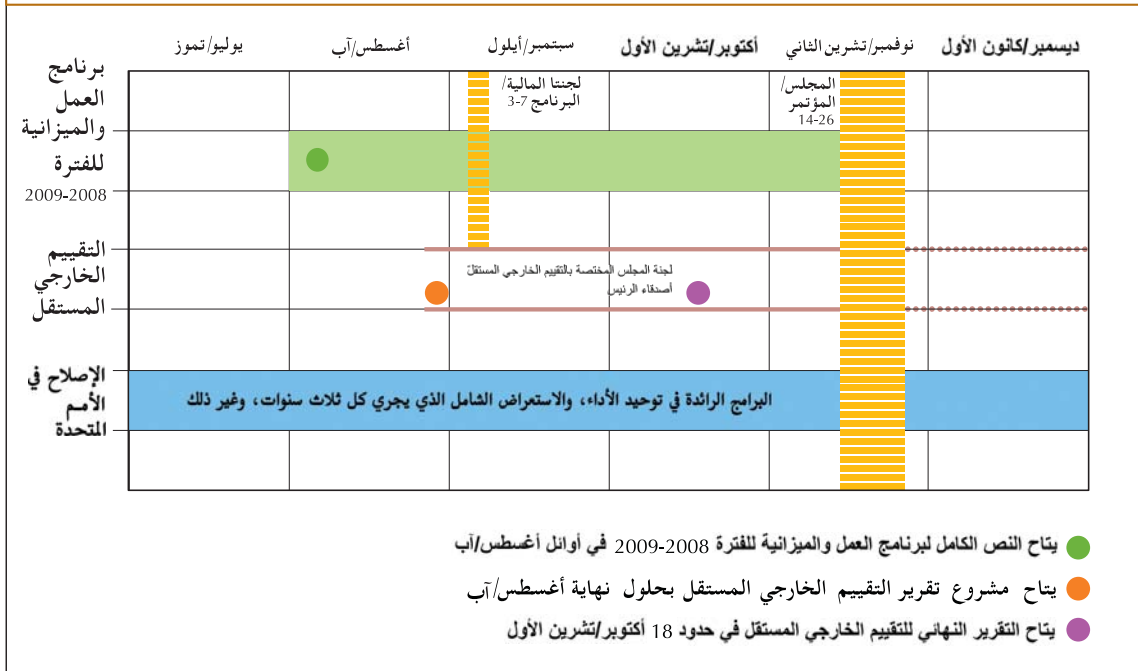 ديسمبر/كانون الأول
نوفمبر/تشرين الثاني
أكتوبر/تشرين الأول
سبتمبر/أيلول
أغسطس/آب
يوليو/تموز
برنامج
العمل
والميزانية
للفترة
2009-2008
المجلس/
المؤتمر
14-26
لجنتا المالية/
البرنامج 7-3
التقييم
الخارجي
المستقل
لجنة المجلس المختصة بالتقييم الخارجي المستقل
أصدقاء الرئيس
الإصلاح في
الأمم
المتحدة
البرامج الرائدة في توحيد الأداء، والاستعراض الشامل الذي يجري كل ثلاث سنوات، وغير ذلك
يتاح النص الكامل لبرنامج العمل والميزانية للفترة 2008-2009 في أوائل أغسطس/آب
يتاح مشروع تقرير التقييم الخارجي المستقل بحلول نهاية أغسطس/آب
يتاح التقرير النهائي للتقييم الخارجي المستقل في حدود 18 أكتوبر/تشرين الأول